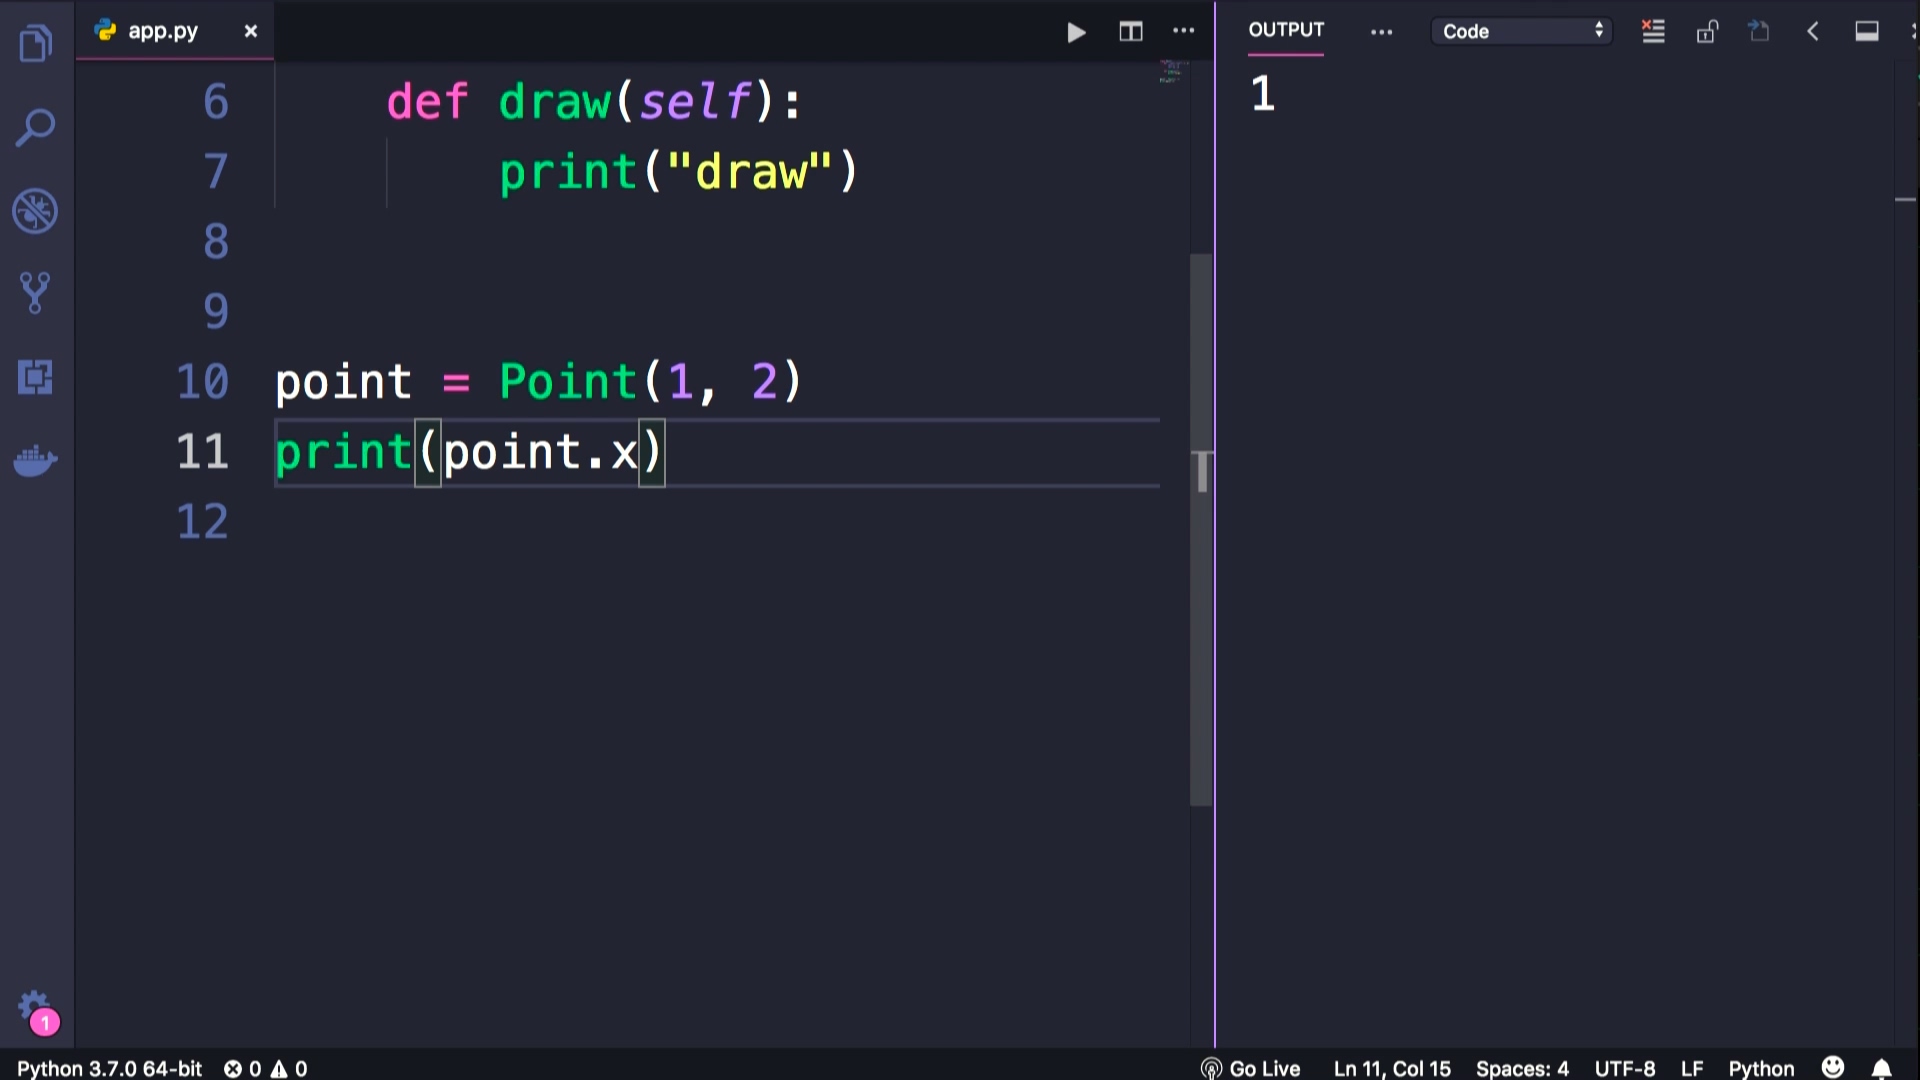 app.py ×
OUTPUT ... Code
6 def draw(self):
7 print("draw")
8
9
10 point = Point(1, 2)
11 print(point.x)
12
1
1
Python 3.7.0 64-bit 0 0 Go Live Ln 11, Col 15 Spaces: 4 UTF-8 LF Python